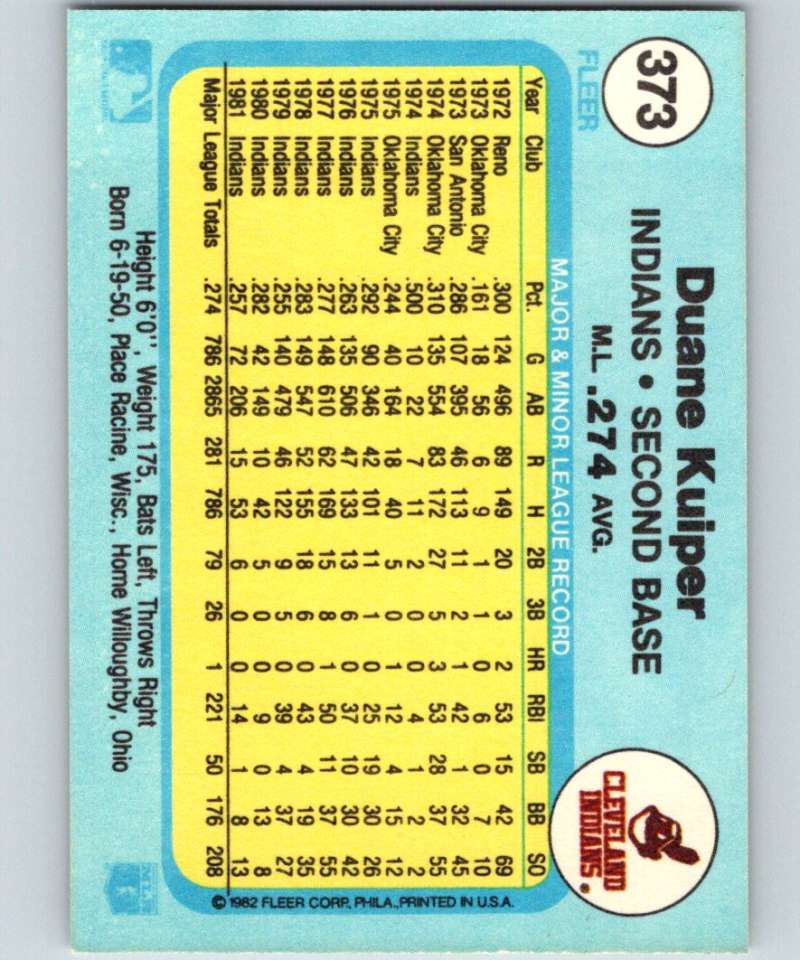 373
FLEER
Duane Kuiper
INDIANS • SECOND BASE
M.L. .274 AVG.
CLEVELAND
INDIANS®
MAJOR & MINOR LEAGUE RECORD
Year Club Pct. G AB R H 2B 3B HR RBI SB BB SO
1972 Reno .300 124 496 89 149 20 3 2 53 15 42 69
1973 Oklahoma City .161 18 56 6 9 1 1 0 6 0 7 10
1973 San Antonio .286 107 395 46 113 11 2 1 42 1 32 45
1974 Oklahoma City .310 135 554 83 172 27 5 3 53 28 37 55
1974 Indians .500 10 22 7 11 2 0 0 4 1 2 2
1975 Oklahoma City .244 40 164 18 40 5 0 1 12 4 15 12
1975 Indians .292 90 346 42 101 11 1 0 25 19 30 26
1976 Indians .263 135 506 47 133 13 6 0 37 10 30 42
1977 Indians .277 148 610 62 169 15 8 1 50 11 37 55
1978 Indians .283 149 547 52 155 18 6 0 43 4 19 35
1979 Indians .255 140 479 46 122 9 5 0 39 4 37 27
1980 Indians .282 42 149 10 42 5 0 0 9 0 13 8
1981 Indians .257 72 206 15 53 6 0 0 14 1 8 13
Major League Totals .274 786 2865 281 786 79 26 1 221 50 176 208
© 1982 FLEER CORP., PHILA., PRINTED IN U.S.A.
Height 6'0", Weight 175, Bats Left, Throws Right
Born 6-19-50, Place Racine, Wisc., Home Willoughby, Ohio